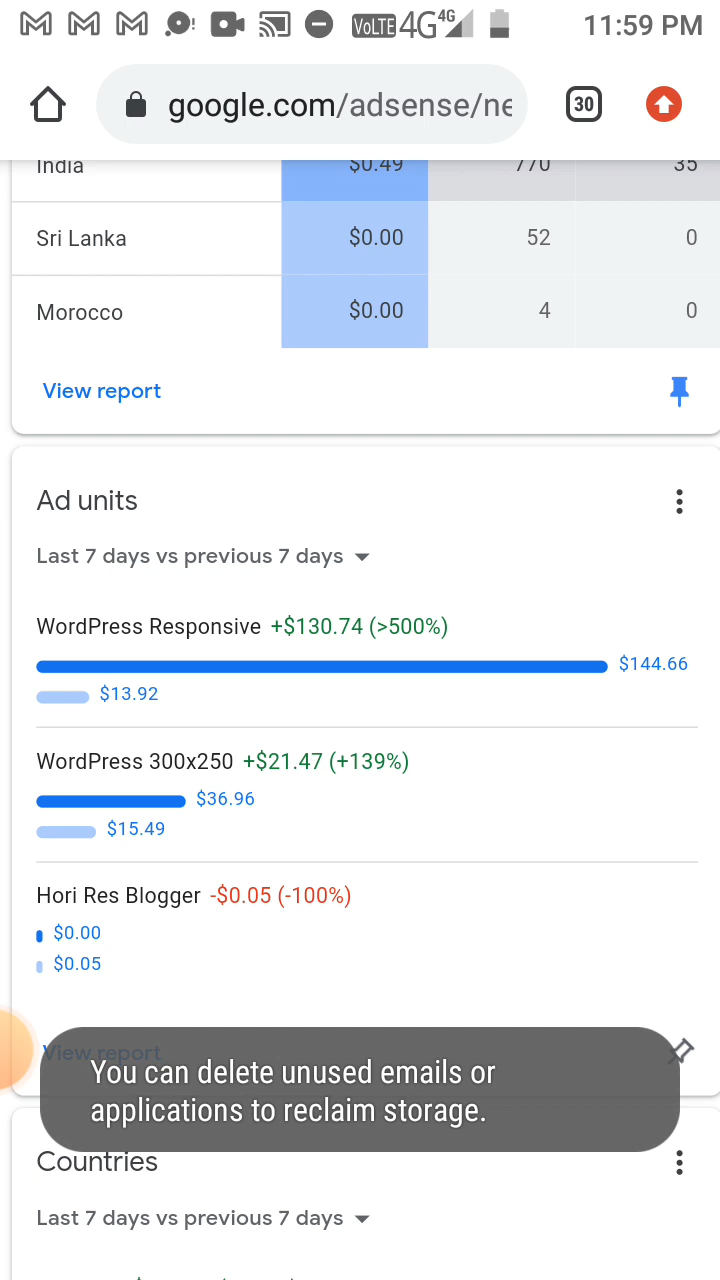 VoLTE 4G 4G 11:59 PM
google.com/adsense/ne
30
India $0.49 770 35
Sri Lanka $0.00 52 0
Morocco $0.00 4 0
View report
Ad units
Last 7 days vs previous 7 days
WordPress Responsive +$130.74 (>500%)
$144.66
$13.92
WordPress 300x250 +$21.47 (+139%)
$36.96
$15.49
Hori Res Blogger -$0.05 (-100%)
$0.00
$0.05
View report
You can delete unused emails or
applications to reclaim storage.
Countries
Last 7 days vs previous 7 days